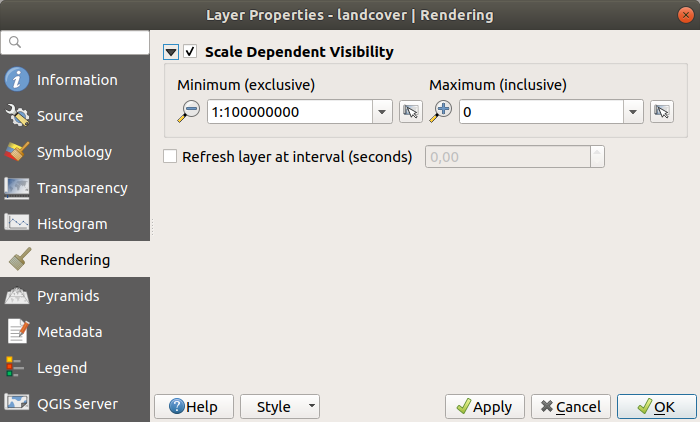 Layer Properties - landcover | Rendering
Information
Source
Symbology
Transparency
Histogram
Rendering
Pyramids
Metadata
Legend
QGIS Server
Scale Dependent Visibility
Minimum (exclusive) Maximum (inclusive)
1:100000000 0
Refresh layer at interval (seconds) 0,00
Help Style Apply Cancel OK